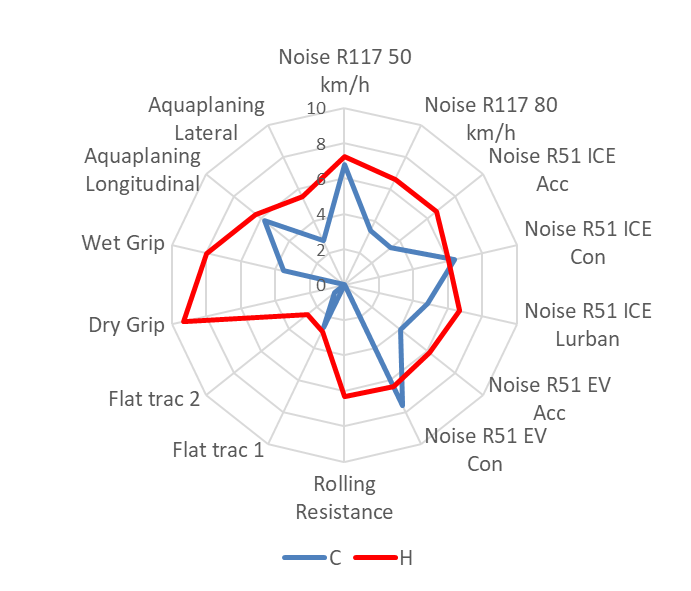 Noise R117 50
km/h
Noise R117 80
km/h
Noise R51 ICE
Acc
Noise R51 ICE
Con
Noise R51 ICE
Lurban
Noise R51 EV
Acc
Noise R51 EV
Con
Rolling
Resistance
Flat trac 1
Flat trac 2
Dry Grip
Wet Grip
Aquaplaning
Longitudinal
Aquaplaning
Lateral
10
8
6
4
2
0
C
H